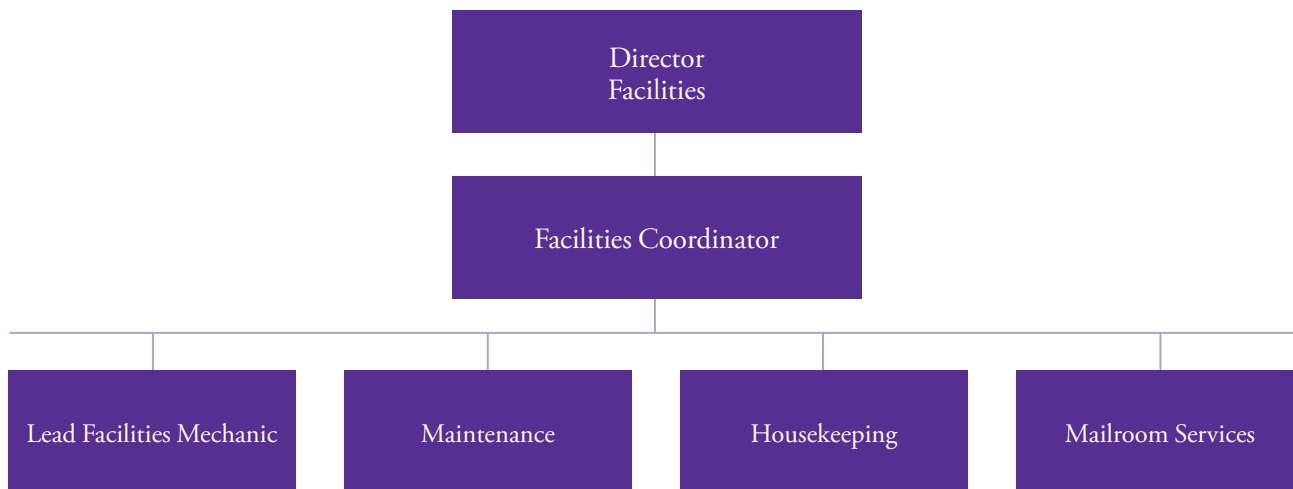 Director
Facilities
Facilities Coordinator
Lead Facilities Mechanic
Maintenance
Housekeeping
Mailroom Services